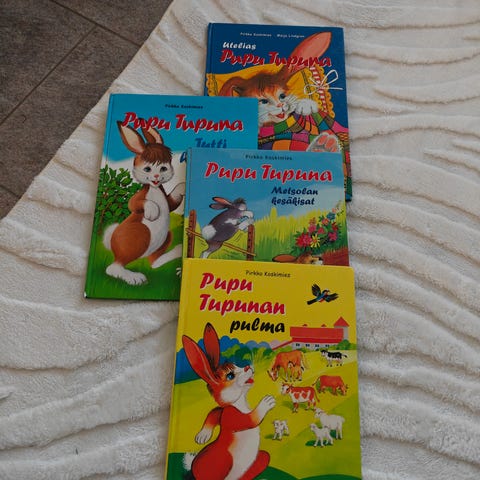 Pirkko Koskimies Maija Lindgren
Utelias
Pupu Tupuna
Pirkko Koskimies
Pupu Tupuna
Tutti
Pirkko Koskimies
Pupu Tupuna
Metsolan
kesäkisat
Pirkko Koskimies
Pupu
Tupunan
pulma